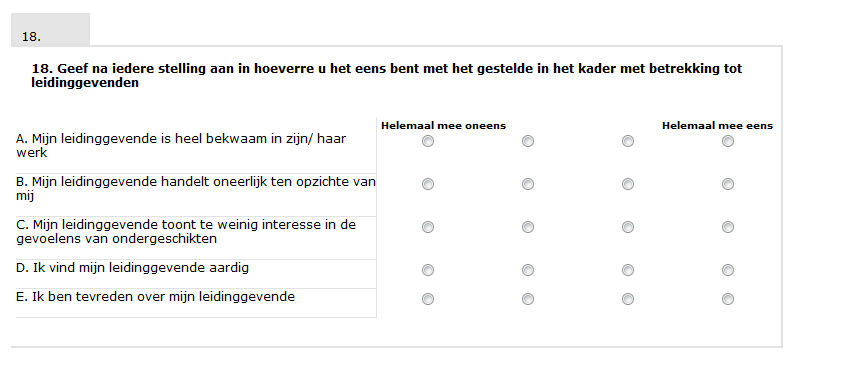 18.
18. Geef na iedere stelling aan in hoeverre u het eens bent met het gestelde in het kader met betrekking tot
leidinggevenden
Helemaal mee oneens
Helemaal mee eens
A. Mijn leidinggevende is heel bekwaam in zijn/ haar
werk
B. Mijn leidinggevende handelt oneerlijk ten opzichte van
mij
C. Mijn leidinggevende toont te weinig interesse in de
gevoelens van ondergeschikten
D. Ik vind mijn leidinggevende aardig
E. Ik ben tevreden over mijn leidinggevende